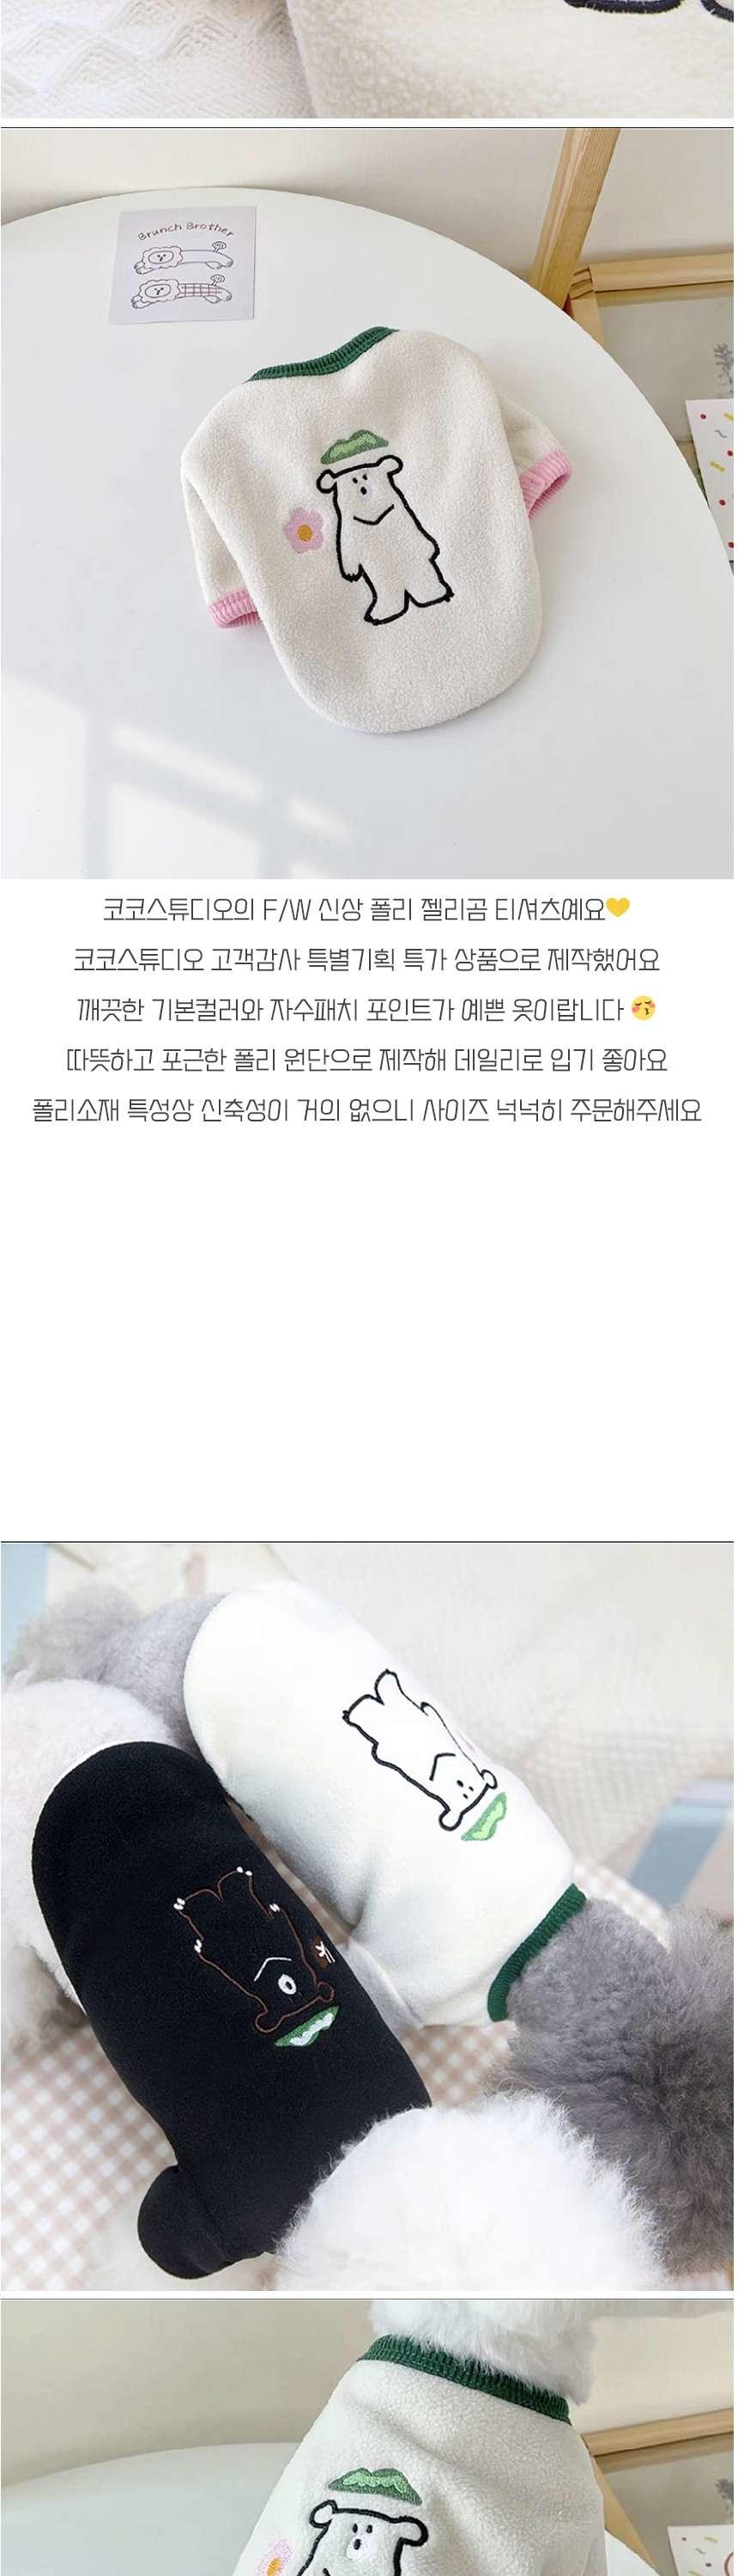 Brunch Brother
코코스튜디오의 F/W 신상 폴리 젤리곰 티셔츠예요💛
코코스튜디오 고객감사 특별기획 특가 상품으로 제작했어요
깨끗한 기본컬러와 자수패치 포인트가 예쁜 옷이랍니다 😚
따뜻하고 포근한 폴리 원단으로 제작해 데일리로 입기 좋아요
폴리소재 특성상 신축성이 거의 없으니 사이즈 넉넉히 주문해주세요